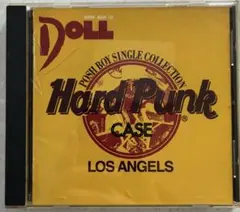 DOLL
POSH BOY SINGLE COLLECTION
Hard Punk
®
CASE
LOS ANGELS